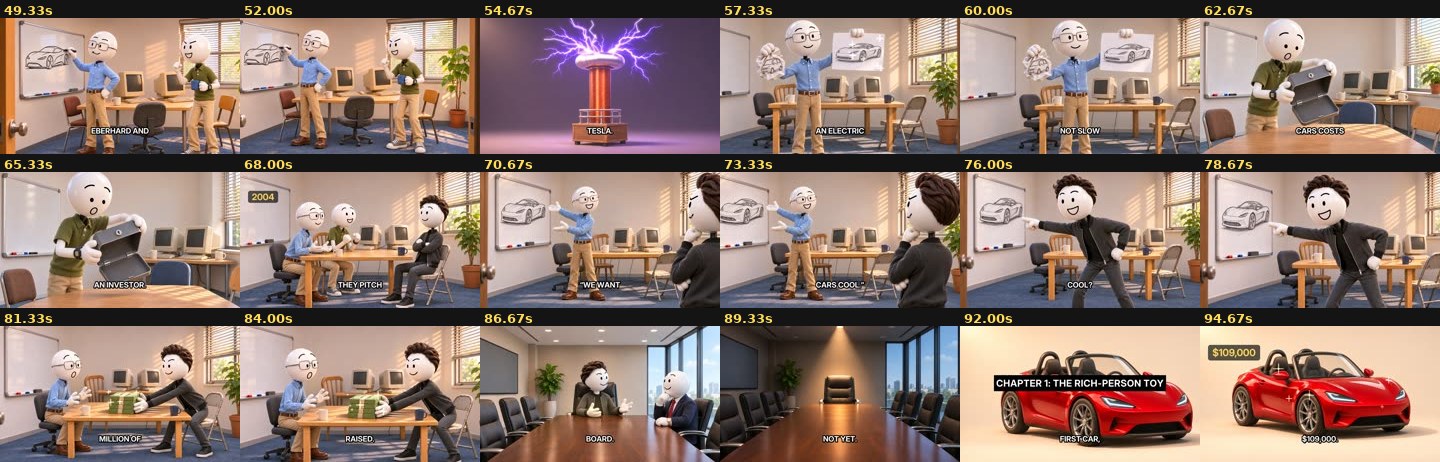 49.33s
52.00s
54.67s
57.33s
60.00s
62.67s
EBERHARD AND
TESLA.
AN ELECTRIC
NOT SLOW
CARS COSTS
65.33s
68.00s
70.67s
73.33s
76.00s
78.67s
2004
AN INVESTOR
THEY PITCH
"WE WANT
CARS COOL."
COOL?
81.33s
84.00s
86.67s
89.33s
92.00s
94.67s
$109,000
CHAPTER 1: THE RICH-PERSON TOY
MILLION OF
RAISED
BOARD.
NOT YET.
FIRST CAR,
$109,000.